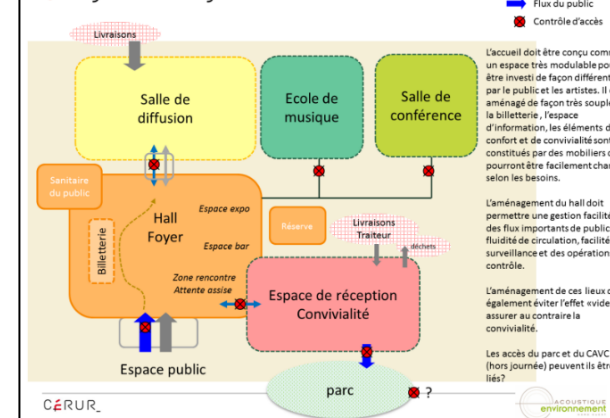 Flux du public
Contrôle d'accès
Livraisons
Salle de
diffusion
Ecole de
musique
Salle de
conférence
Sanitaire
du public
Hall
Foyer
Billetterie
Espace expo
Espace bar
Zone rencontre
Attente assise
Réserve
Livraisons
Traiteur
déchets
Espace de réception
Convivialité
Espace public
parc
?
L'accueil doit être conçu comm
un espace très modulable pou
être investi de façon différent
par le public et les artistes. Il
aménagé de façon très souple
la billetterie, l'espace
d'information, les éléments d
confort et de convivialité sont
constitués par des mobiliers
pourront être facilement chan
selon les besoins.
L'aménagement du hall doit
permettre une gestion facilité
des flux importants de public
fluidité de circulation, facilité
surveillance et des opération
contrôle.
L'aménagement de ces lieux d
également éviter l'effet «vide
assurer au contraire la
convivialité.
Les accès du parc et du CAVC
(hors journée) peuvent ils êtr
liés?
CERUR_
ACOUSTIQUE
environnement